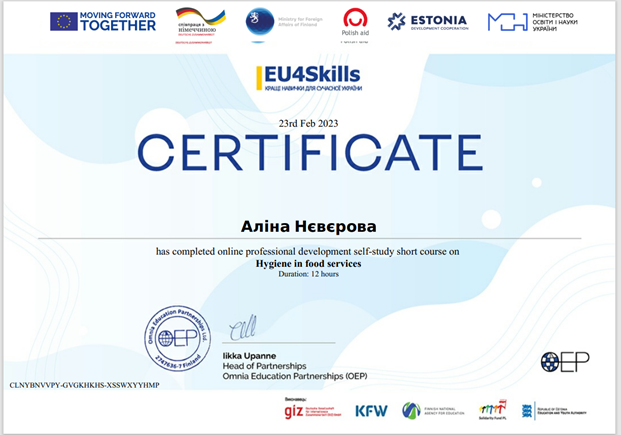 MOVING FORWARD
TOGETHER
співпраця з
німеччиною
Ministry for Foreign
Affairs of Finland
Polish aid
ESTONIA
DEVELOPMENT COOPERATION
МІНІСТЕРСТВО
ОСВІТИ І НАУКИ
УКРАЇНИ
EU4Skills
КРАЩІ НАВИЧКИ ДЛЯ СУЧАСНОЇ УКРАЇНИ
23rd Feb 2023
CERTIFICATE
Аліна Нєвєрова
has completed online professional development self-study short course on
Hygiene in food services
Duration: 12 hours
Omnia Education Partnerships Ltd.
OEP
2747636-7 Finland
Iikka Upanne
Head of Partnerships
Omnia Education Partnerships (OEP)
OEP
CLNYBNVVPY-GVGKHKHS-XSSWXYYHMP
Виконавці:
giz
KFW
FINNISH NATIONAL
AGENCY FOR EDUCATION
Solidarity Fund PL
REPUBLIC OF ESTONIA
EDUCATION AND YOUTH AUTHORITY